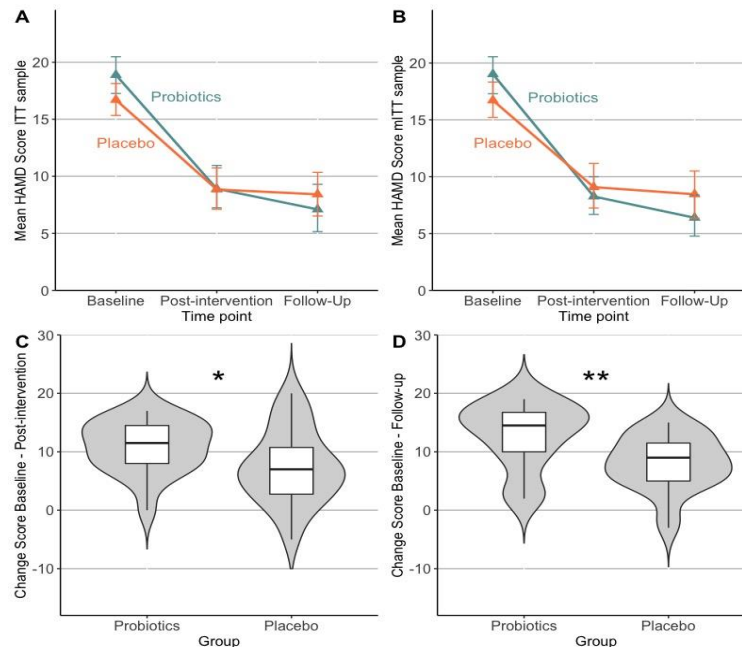 A
Mean HAMD Score ITT sample
20
15
10
5
0
Probiotics
Placebo
Baseline Post-intervention Follow-Up
Time point
B
Mean HAMD Score mITT sample
20
15
10
5
0
Probiotics
Placebo
Baseline Post-intervention Follow-Up
Time point
C
Change Score Baseline - Post-intervention
30
20
10
0
-10
*
Probiotics Placebo
Group
D
Change Score Baseline - Follow-up
30
20
10
0
-10
**
Probiotics Placebo
Group